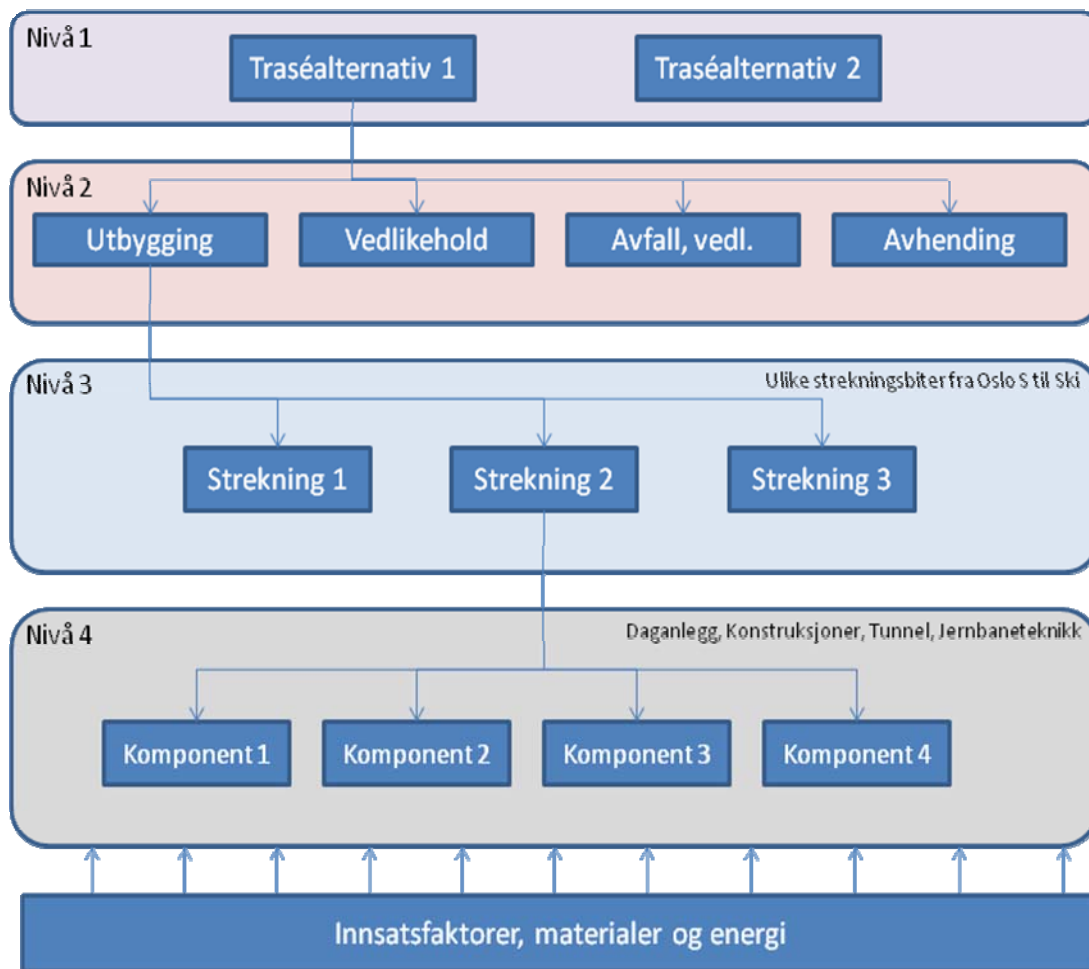 Nivå 1
Traséalternativ 1
Traséalternativ 2
Nivå 2
Utbygging
Vedlikehold
Avfall, vedl.
Avhending
Nivå 3
Ulike strekningsbiter fra Oslo S til Ski
Strekning 1
Strekning 2
Strekning 3
Nivå 4
Daganlegg, Konstruksjoner, Tunnel, Jernbaneteknikk
Komponent 1
Komponent 2
Komponent 3
Komponent 4
Innsatsfaktorer, materialer og energi